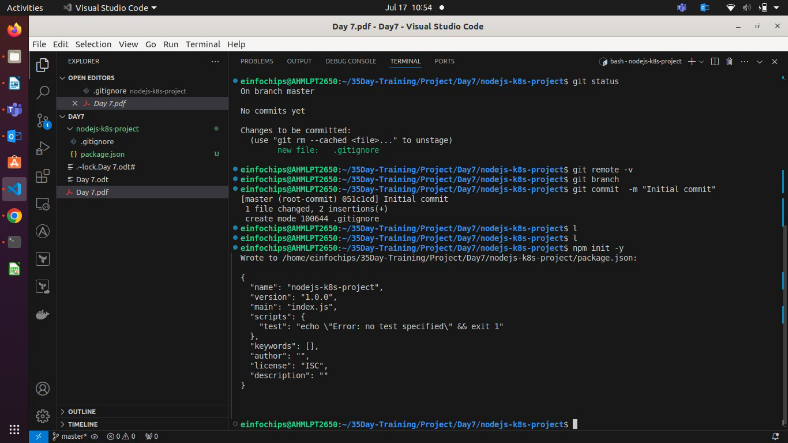 Activities
Visual Studio Code
Jul 17 10:54
Day 7.pdf - Day7 - Visual Studio Code
File Edit Selection View Go Run Terminal Help
EXPLORER
OPEN EDITORS
.gitignore nodejs-k8s-project
Day 7.pdf
DAY7
nodejs-k8s-project
.gitignore
{} package.json U
.~lock.Day 7.odt#
Day 7.odt
Day 7.pdf
OUTLINE
TIMELINE
PROBLEMS OUTPUT DEBUG CONSOLE TERMINAL PORTS
bash - nodejs-k8s-project
einfochips@AHMLPT2650:~/35Day-Training/Project/Day7/nodejs-k8s-project$ git status
On branch master
No commits yet
Changes to be committed:
(use "git rm --cached <file>..." to unstage)
new file: .gitignore
einfochips@AHMLPT2650:~/35Day-Training/Project/Day7/nodejs-k8s-project$ git remote -v
einfochips@AHMLPT2650:~/35Day-Training/Project/Day7/nodejs-k8s-project$ git branch
einfochips@AHMLPT2650:~/35Day-Training/Project/Day7/nodejs-k8s-project$ git commit -m "Initial commit"
[master (root-commit) 051c1cd] Initial commit
1 file changed, 2 insertions(+)
create mode 100644 .gitignore
einfochips@AHMLPT2650:~/35Day-Training/Project/Day7/nodejs-k8s-project$ l
einfochips@AHMLPT2650:~/35Day-Training/Project/Day7/nodejs-k8s-project$ l
einfochips@AHMLPT2650:~/35Day-Training/Project/Day7/nodejs-k8s-project$ npm init -y
Wrote to /home/einfochips/35Day-Training/Project/Day7/nodejs-k8s-project/package.json:
{
"name": "nodejs-k8s-project",
"version": "1.0.0",
"main": "index.js",
"scripts": {
"test": "echo \"Error: no test specified\" && exit 1"
},
"keywords": [],
"author": "",
"license": "ISC",
"description": ""
}
einfochips@AHMLPT2650:~/35Day-Training/Project/Day7/nodejs-k8s-project$
master* 0 0 0